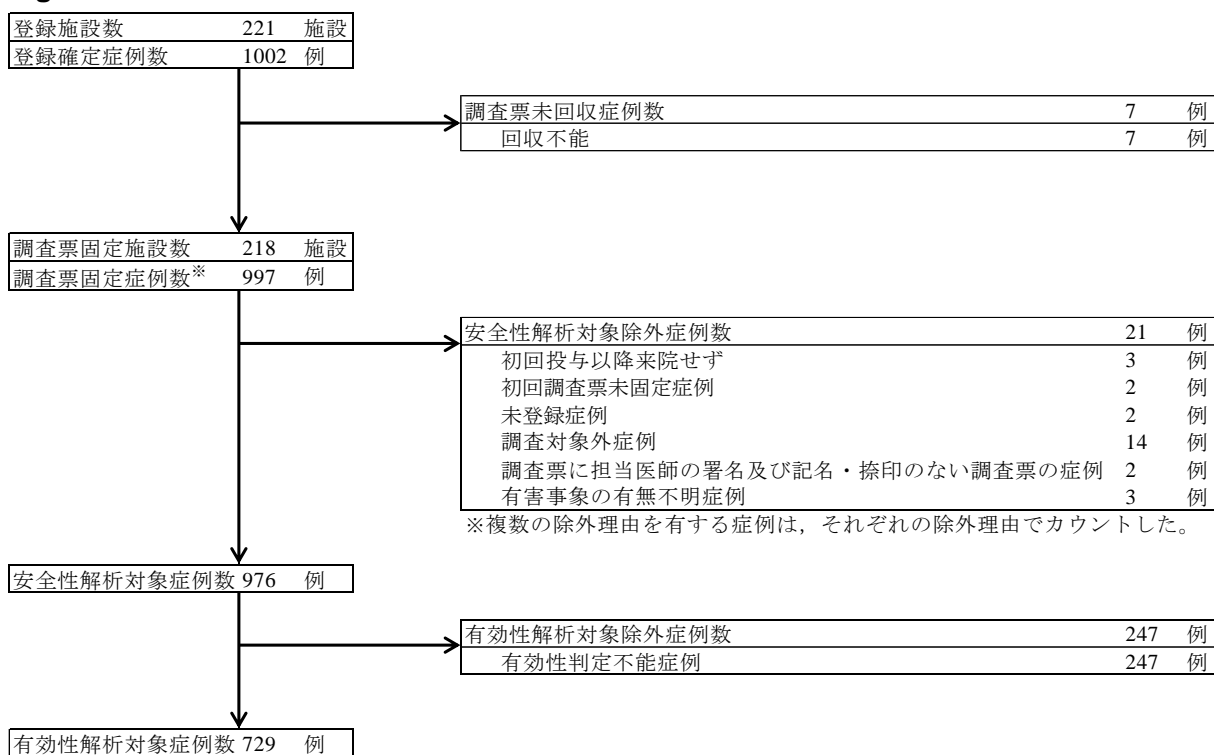 登録施設数 221 施設
登録確定症例数 1002 例
調査票未回収症例数 7 例
回収不能 7 例
調査票固定施設数 218 施設
調査票固定症例数※ 997 例
安全性解析対象除外症例数 21 例
初回投与以降来院せず 3 例
初回調査票未固定症例 2 例
未登録症例 2 例
調査対象外症例 14 例
調査票に担当医師の署名及び記名・捺印のない調査票の症例 2 例
有害事象の有無不明症例 3 例
※複数の除外理由を有する症例は，それぞれの除外理由でカウントした。
安全性解析対象症例数 976 例
有効性解析対象除外症例数 247 例
有効性判定不能症例 247 例
有効性解析対象症例数 729 例